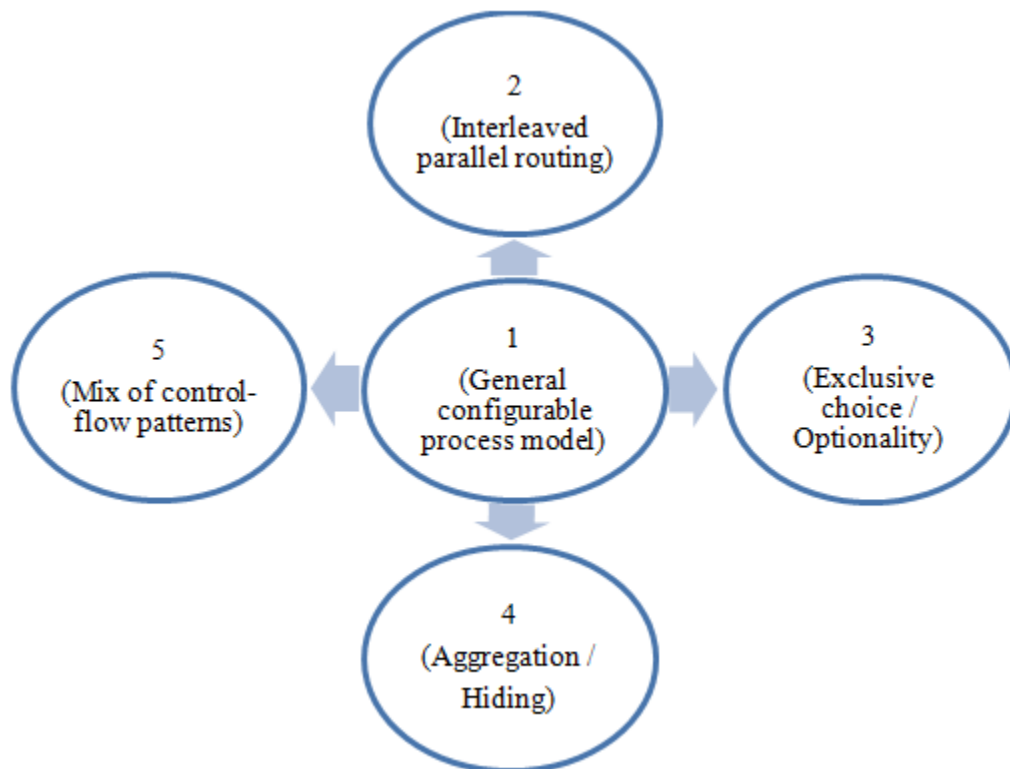 2
(Interleaved
parallel routing)
5
(Mix of control-
flow patterns)
1
(General
configurable
process model)
3
(Exclusive
choice /
Optionality)
4
(Aggregation /
Hiding)